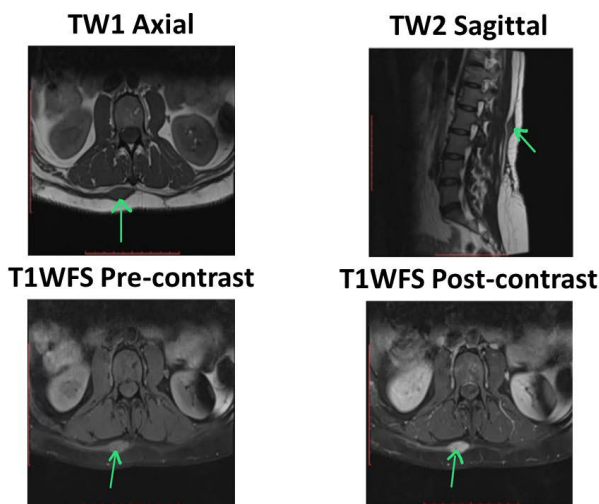 TW1 Axial
TW2 Sagittal
T1WFS Pre-contrast
T1WFS Post-contrast